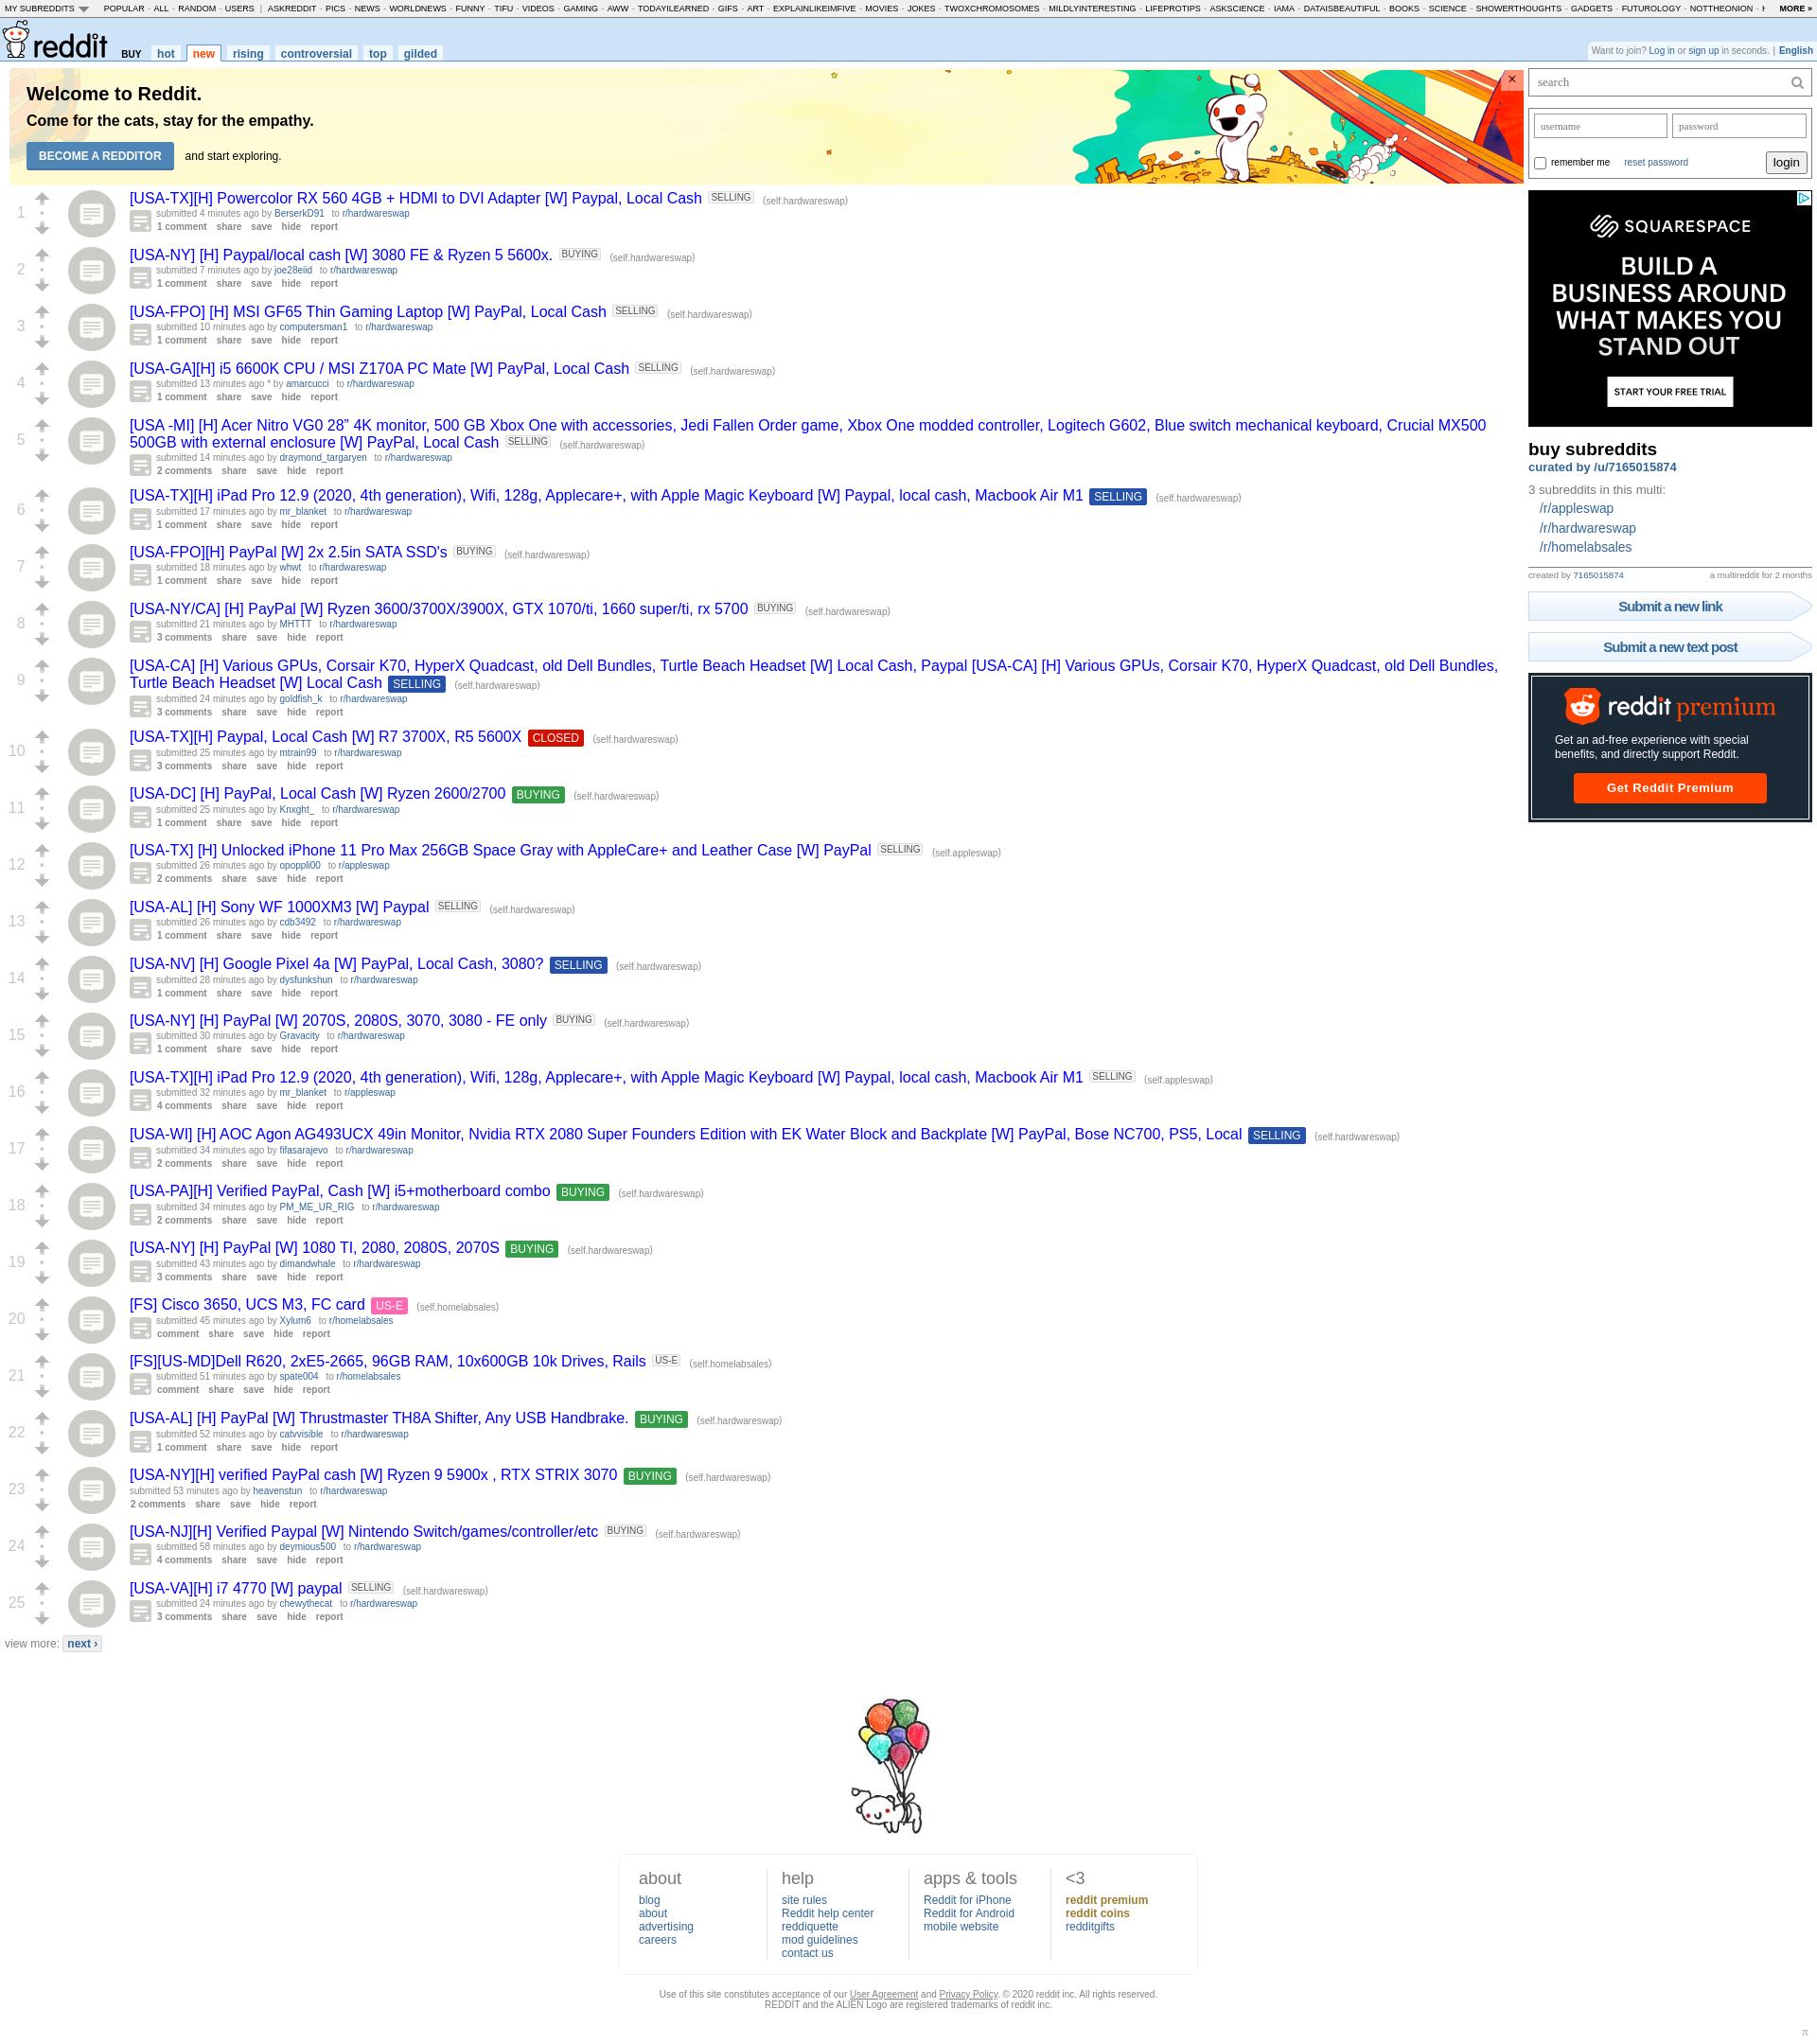 MY SUBREDDITS POPULAR - ALL - RANDOM - USERS | ASKREDDIT - PICS - NEWS - WORLDNEWS - FUNNY - TIFU - VIDEOS - GAMING - AWW - TODAYILEARNED - GIFS - ART - EXPLAINLIKEIMFIVE - MOVIES - JOKES - TWOXCHROMOSOMES - MILDLYINTERESTING - LIFEPROTIPS - ASKSCIENCE - IAMA - DATAISBEAUTIFUL - BOOKS - SCIENCE - SHOWERTHOUGHTS - GADGETS - FUTUROLOGY - NOTTHEONION - MORE »
reddit BUY hot new rising controversial top gilded
Want to join? Log in or sign up in seconds. | English
Welcome to Reddit.
Come for the cats, stay for the empathy.
BECOME A REDDITOR and start exploring.
×
1
[USA-TX][H] Powercolor RX 560 4GB + HDMI to DVI Adapter [W] Paypal, Local Cash SELLING (self.hardwareswap)
submitted 4 minutes ago by BerserkD91 to r/hardwareswap
1 comment share save hide report
2
[USA-NY] [H] Paypal/local cash [W] 3080 FE & Ryzen 5 5600x. BUYING (self.hardwareswap)
submitted 7 minutes ago by joe28eiid to r/hardwareswap
1 comment share save hide report
3
[USA-FPO] [H] MSI GF65 Thin Gaming Laptop [W] PayPal, Local Cash SELLING (self.hardwareswap)
submitted 10 minutes ago by computersman1 to r/hardwareswap
1 comment share save hide report
4
[USA-GA][H] i5 6600K CPU / MSI Z170A PC Mate [W] PayPal, Local Cash SELLING (self.hardwareswap)
submitted 13 minutes ago * by amarcucci to r/hardwareswap
1 comment share save hide report
5
[USA -MI] [H] Acer Nitro VG0 28” 4K monitor, 500 GB Xbox One with accessories, Jedi Fallen Order game, Xbox One modded controller, Logitech G602, Blue switch mechanical keyboard, Crucial MX500
500GB with external enclosure [W] PayPal, Local Cash SELLING (self.hardwareswap)
submitted 14 minutes ago by draymond_targaryen to r/hardwareswap
2 comments share save hide report
6
[USA-TX][H] iPad Pro 12.9 (2020, 4th generation), Wifi, 128g, Applecare+, with Apple Magic Keyboard [W] Paypal, local cash, Macbook Air M1 SELLING (self.hardwareswap)
submitted 17 minutes ago by mr_blanket to r/hardwareswap
1 comment share save hide report
7
[USA-FPO][H] PayPal [W] 2x 2.5in SATA SSD's BUYING (self.hardwareswap)
submitted 18 minutes ago by whwt to r/hardwareswap
1 comment share save hide report
8
[USA-NY/CA] [H] PayPal [W] Ryzen 3600/3700X/3900X, GTX 1070/ti, 1660 super/ti, rx 5700 BUYING (self.hardwareswap)
submitted 21 minutes ago by MHTTT to r/hardwareswap
3 comments share save hide report
9
[USA-CA] [H] Various GPUs, Corsair K70, HyperX Quadcast, old Dell Bundles, Turtle Beach Headset [W] Local Cash, Paypal [USA-CA] [H] Various GPUs, Corsair K70, HyperX Quadcast, old Dell Bundles,
Turtle Beach Headset [W] Local Cash SELLING (self.hardwareswap)
submitted 24 minutes ago by goldfish_k to r/hardwareswap
3 comments share save hide report
10
[USA-TX][H] Paypal, Local Cash [W] R7 3700X, R5 5600X CLOSED (self.hardwareswap)
submitted 25 minutes ago by mtrain99 to r/hardwareswap
3 comments share save hide report
11
[USA-DC] [H] PayPal, Local Cash [W] Ryzen 2600/2700 BUYING (self.hardwareswap)
submitted 25 minutes ago by Knxght_ to r/hardwareswap
1 comment share save hide report
12
[USA-TX] [H] Unlocked iPhone 11 Pro Max 256GB Space Gray with AppleCare+ and Leather Case [W] PayPal SELLING (self.appleswap)
submitted 26 minutes ago by opoppli00 to r/appleswap
2 comments share save hide report
13
[USA-AL] [H] Sony WF 1000XM3 [W] Paypal SELLING (self.hardwareswap)
submitted 26 minutes ago by cdb3492 to r/hardwareswap
1 comment share save hide report
14
[USA-NV] [H] Google Pixel 4a [W] PayPal, Local Cash, 3080? SELLING (self.hardwareswap)
submitted 28 minutes ago by dysfunkshun to r/hardwareswap
1 comment share save hide report
15
[USA-NY] [H] PayPal [W] 2070S, 2080S, 3070, 3080 - FE only BUYING (self.hardwareswap)
submitted 30 minutes ago by Gravacity to r/hardwareswap
1 comment share save hide report
16
[USA-TX][H] iPad Pro 12.9 (2020, 4th generation), Wifi, 128g, Applecare+, with Apple Magic Keyboard [W] Paypal, local cash, Macbook Air M1 SELLING (self.appleswap)
submitted 32 minutes ago by mr_blanket to r/appleswap
4 comments share save hide report
17
[USA-WI] [H] AOC Agon AG493UCX 49in Monitor, Nvidia RTX 2080 Super Founders Edition with EK Water Block and Backplate [W] PayPal, Bose NC700, PS5, Local SELLING (self.hardwareswap)
submitted 34 minutes ago by fifasarajevo to r/hardwareswap
2 comments share save hide report
18
[USA-PA][H] Verified PayPal, Cash [W] i5+motherboard combo BUYING (self.hardwareswap)
submitted 34 minutes ago by PM_ME_UR_RIG to r/hardwareswap
2 comments share save hide report
19
[USA-NY] [H] PayPal [W] 1080 TI, 2080, 2080S, 2070S BUYING (self.hardwareswap)
submitted 43 minutes ago by dimandwhale to r/hardwareswap
3 comments share save hide report
20
[FS] Cisco 3650, UCS M3, FC card US-E (self.homelabsales)
submitted 45 minutes ago by Xylum6 to r/homelabsales
comment share save hide report
21
[FS][US-MD]Dell R620, 2xE5-2665, 96GB RAM, 10x600GB 10k Drives, Rails US-E (self.homelabsales)
submitted 51 minutes ago by spate004 to r/homelabsales
comment share save hide report
22
[USA-AL] [H] PayPal [W] Thrustmaster TH8A Shifter, Any USB Handbrake. BUYING (self.hardwareswap)
submitted 52 minutes ago by catvvisible to r/hardwareswap
1 comment share save hide report
23
[USA-NY][H] verified PayPal cash [W] Ryzen 9 5900x , RTX STRIX 3070 BUYING (self.hardwareswap)
submitted 53 minutes ago by heavenstun to r/hardwareswap
2 comments share save hide report
24
[USA-NJ][H] Verified Paypal [W] Nintendo Switch/games/controller/etc BUYING (self.hardwareswap)
submitted 58 minutes ago by deymious500 to r/hardwareswap
4 comments share save hide report
25
[USA-VA][H] i7 4770 [W] paypal SELLING (self.hardwareswap)
submitted 24 minutes ago by chewythecat to r/hardwareswap
3 comments share save hide report
view more: next ›
search
username password
remember me reset password login
SQUARESPACE
BUILD A
BUSINESS AROUND
WHAT MAKES YOU
STAND OUT
START YOUR FREE TRIAL
buy subreddits
curated by /u/7165015874
3 subreddits in this multi:
/r/appleswap
/r/hardwareswap
/r/homelabsales
created by 7165015874 a multireddit for 2 months
Submit a new link
Submit a new text post
reddit premium
Get an ad-free experience with special
benefits, and directly support Reddit.
Get Reddit Premium
about
blog
about
advertising
careers
help
site rules
Reddit help center
reddiquette
mod guidelines
contact us
apps & tools
Reddit for iPhone
Reddit for Android
mobile website
<3
reddit premium
reddit coins
redditgifts
Use of this site constitutes acceptance of our User Agreement and Privacy Policy. © 2020 reddit inc. All rights reserved.
REDDIT and the ALIEN Logo are registered trademarks of reddit inc.
π